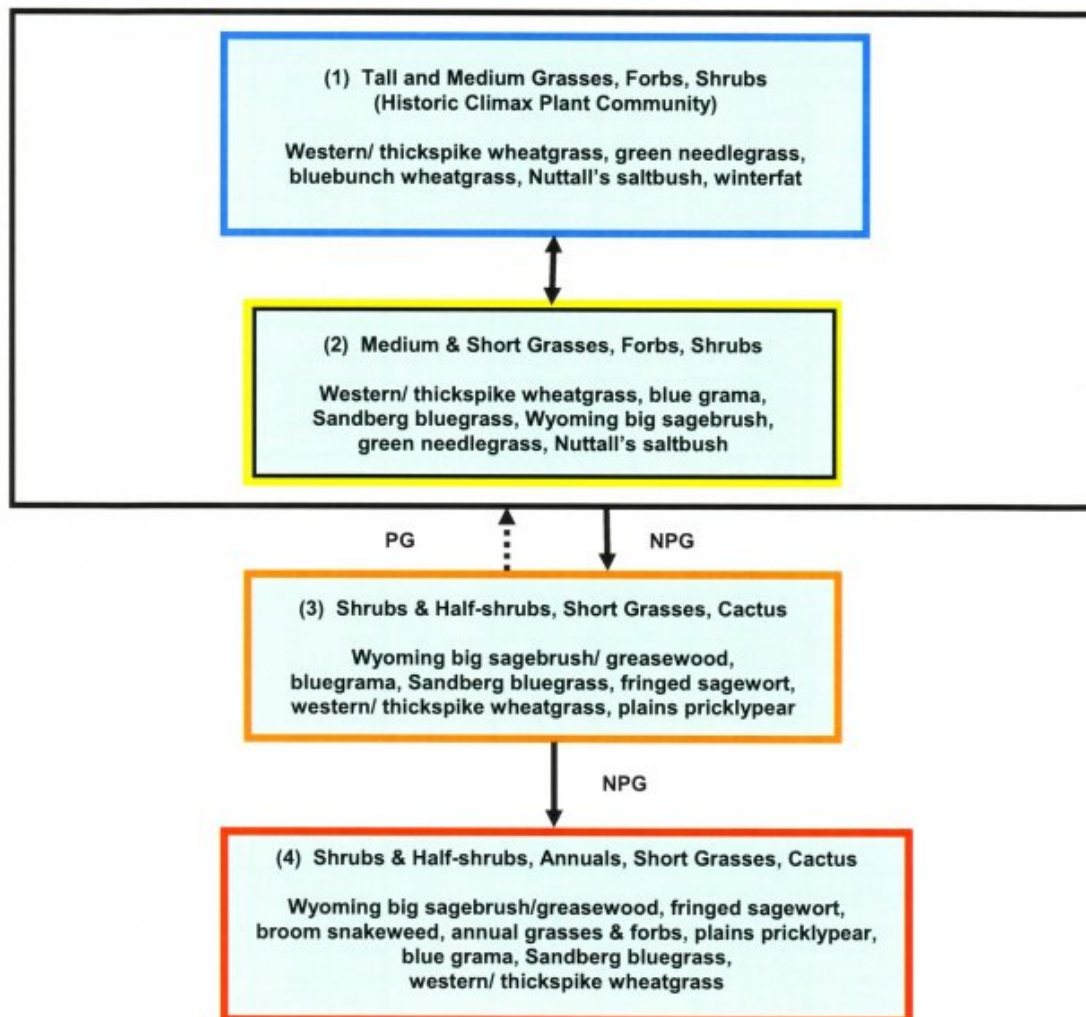 (1) Tall and Medium Grasses, Forbs, Shrubs
(Historic Climax Plant Community)
Western/ thickspike wheatgrass, green needlegrass,
bluebunch wheatgrass, Nuttall's saltbush, winterfat
(2) Medium & Short Grasses, Forbs, Shrubs
Western/ thickspike wheatgrass, blue grama,
Sandberg bluegrass, Wyoming big sagebrush,
green needlegrass, Nuttall's saltbush
PG
NPG
(3) Shrubs & Half-shrubs, Short Grasses, Cactus
Wyoming big sagebrush/ greasewood,
bluegrama, Sandberg bluegrass, fringed sagewort,
western/ thickspike wheatgrass, plains pricklypear
NPG
(4) Shrubs & Half-shrubs, Annuals, Short Grasses, Cactus
Wyoming big sagebrush/greasewood, fringed sagewort,
broom snakeweed, annual grasses & forbs, plains pricklypear,
blue grama, Sandberg bluegrass,
western/ thickspike wheatgrass